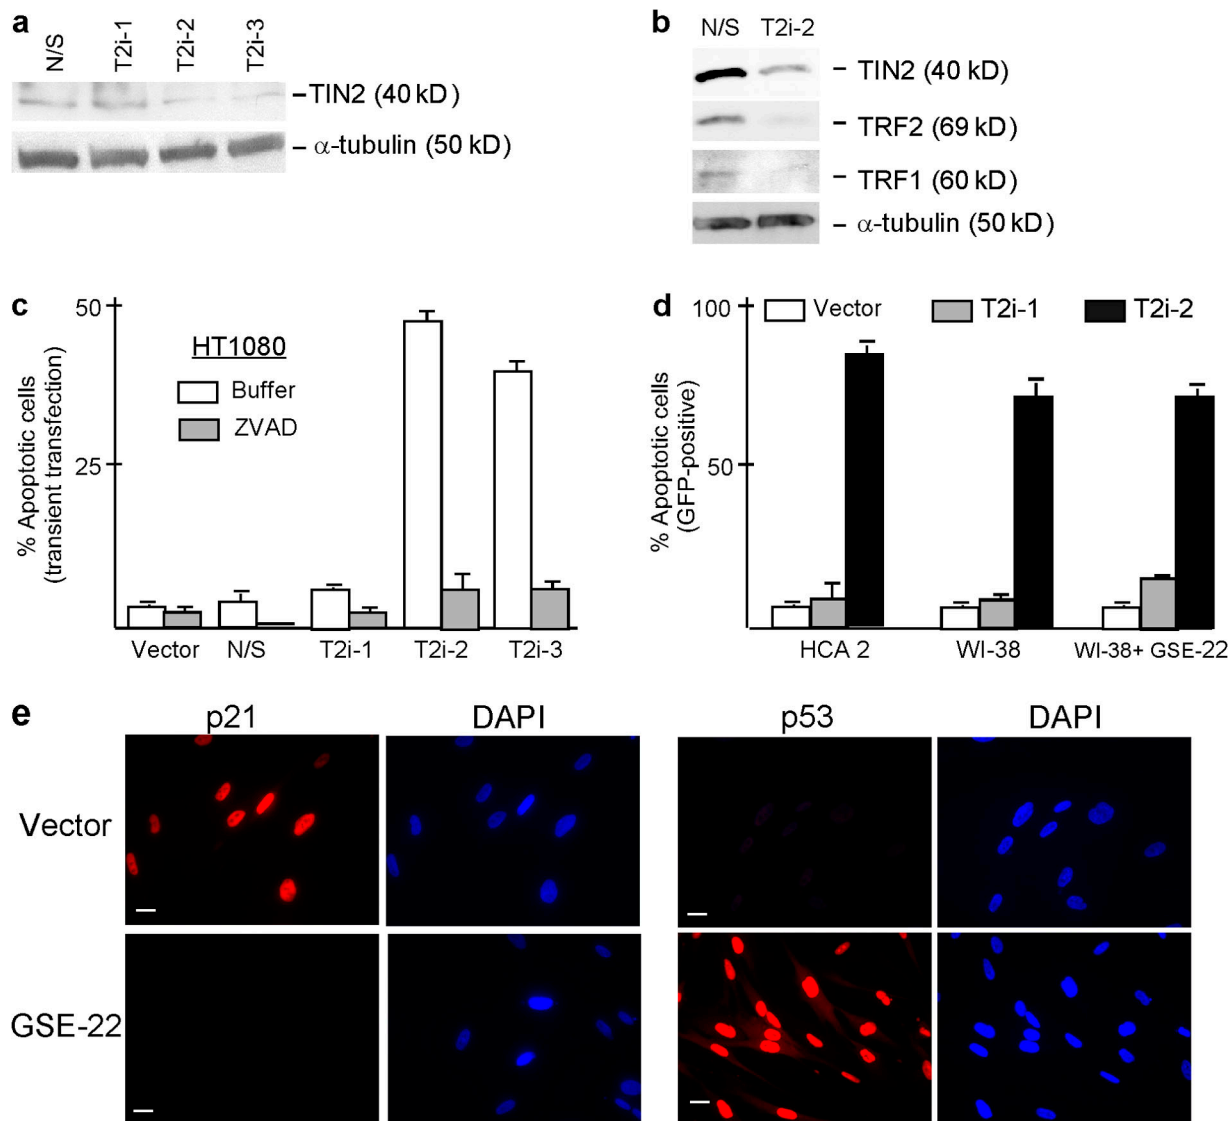 a
N/S
T2i-1
T2i-2
T2i-3
TIN2 (40 kD)
α-tubulin (50 kD)
b
N/S T2i-2
TIN2 (40 kD)
TRF2 (69 kD)
TRF1 (60 kD)
α-tubulin (50 kD)
c
% Apoptotic cells
(transient transfection)
50
25
HT1080
Buffer
ZVAD
Vector N/S T2i-1 T2i-2 T2i-3
d
% Apoptotic cells
(GFP-positive)
100
50
Vector T2i-1 T2i-2
HCA 2 WI-38 WI-38+ GSE-22
e
p21 DAPI p53 DAPI
Vector
GSE-22